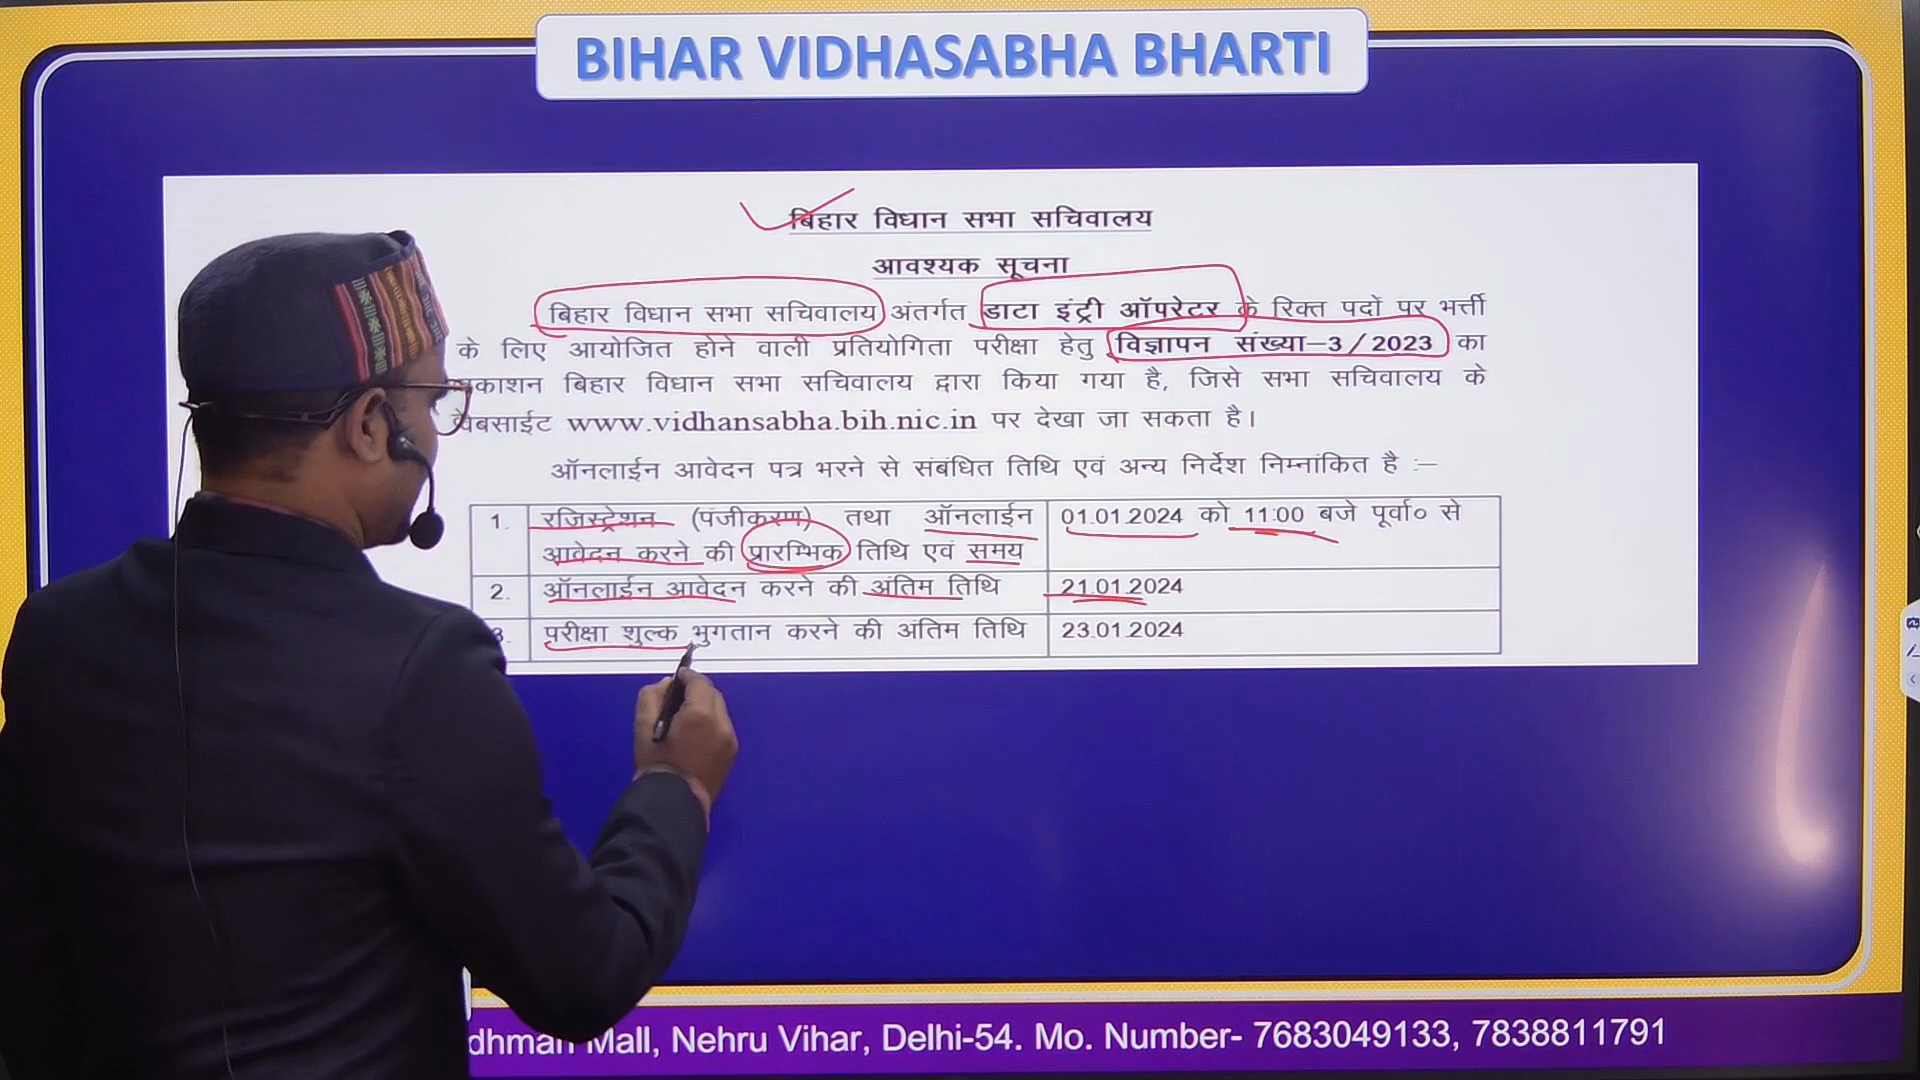 BIHAR VIDHASABHA BHARTI
बिहार विधान सभा सचिवालय
आवश्यक सूचना
बिहार विधान सभा सचिवालय अंतर्गत डाटा इंट्री ऑपरेटर के रिक्त पदों पर भर्त्ती
के लिए आयोजित होने वाली प्रतियोगिता परीक्षा हेतु विज्ञापन संख्या–3/2023 का
बिहार विधान सभा सचिवालय द्वारा किया गया है, जिसे सभा सचिवालय के
www.vidhansabha.bih.nic.in पर देखा जा सकता है।
ऑनलाईन आवेदन पत्र भरने से संबंधित तिथि एवं अन्य निर्देश निम्नांकित है :–
1. रजिस्ट्रेशन (पंजीकरण) तथा ऑनलाईन 01.01.2024 को 11:00 बजे पूर्वा० से
आवेदन करने की प्रारम्भिक तिथि एवं समय
2. ऑनलाईन आवेदन करने की अंतिम तिथि 21.01.2024
3. परीक्षा शुल्क भुगतान करने की अंतिम तिथि 23.01.2024
Mall, Nehru Vihar, Delhi-54. Mo. Number- 7683049133, 7838811791